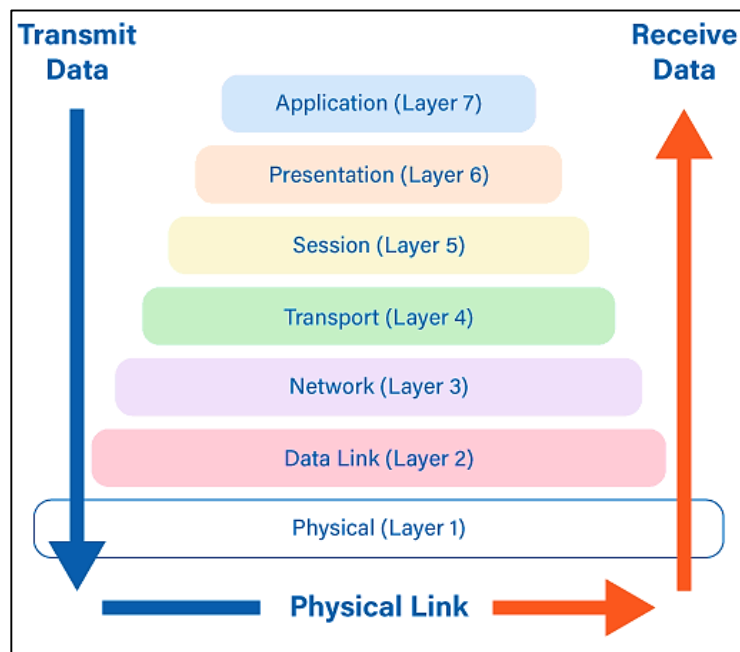 Transmit
Data
Receive
Data
Application (Layer 7)
Presentation (Layer 6)
Session (Layer 5)
Transport (Layer 4)
Network (Layer 3)
Data Link (Layer 2)
Physical (Layer 1)
Physical Link